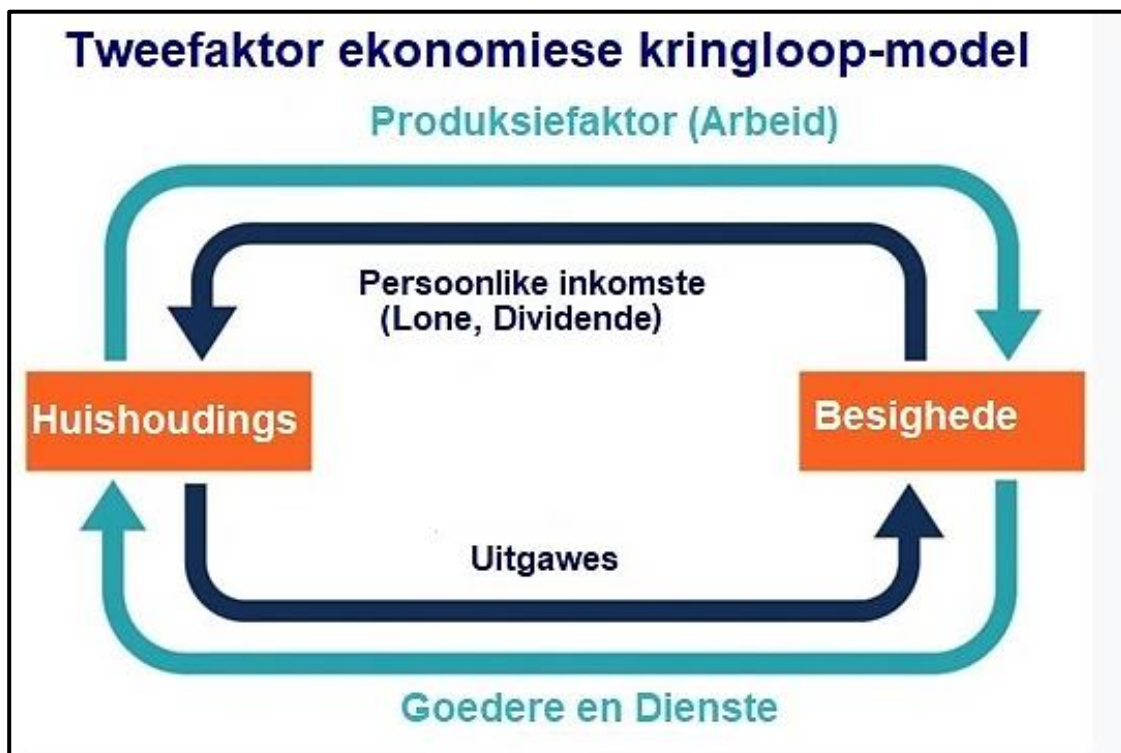 Tweefaktor ekonomiese kringloop-model
Produksiefaktor (Arbeid)
Persoonlike inkomste
(Lone, Dividende)
Huishoudings
Besighede
Uitgawes
Goedere en Dienste